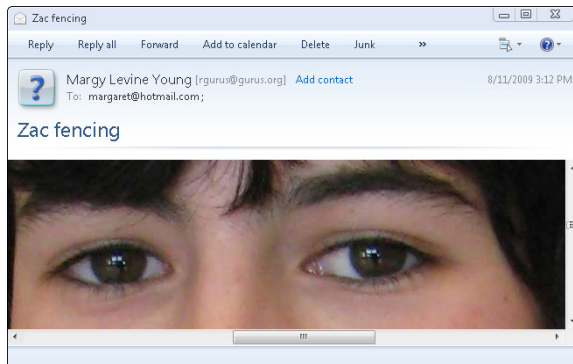 Zac fencing
Reply Reply all Forward Add to calendar Delete Junk »
Margy Levine Young [rgurus@gurus.org] Add contact 8/11/2009 3:12 PM
To: margaret@hotmail.com;
Zac fencing